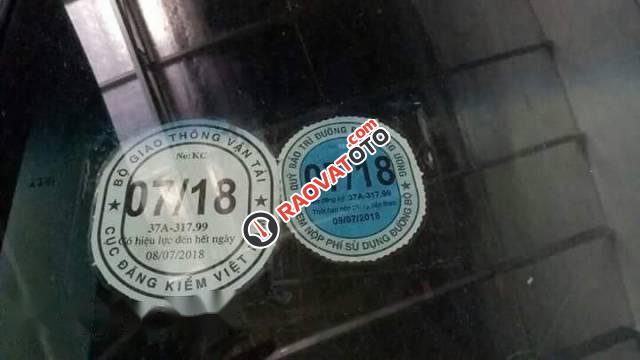 BỘ GIAO THÔNG VẬN TẢI
No: KC
07/18
37A-317.99
Có hiệu lực đến hết ngày
08/07/2018
CỤC ĐĂNG KIỂM VIỆT
QUỸ BẢO TRÌ ĐƯỜNG
07/18
37A-317.99
08/07/2018
NỘP PHÍ SỬ DỤNG ĐƯỜNG BỘ
RAOVATOTO
.COM